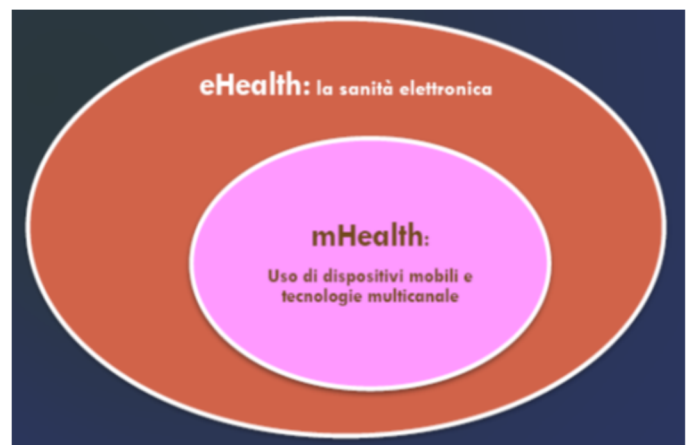 eHealth: la sanità elettronica
mHealth:
Uso di dispositivi mobili e
tecnologie multicanale